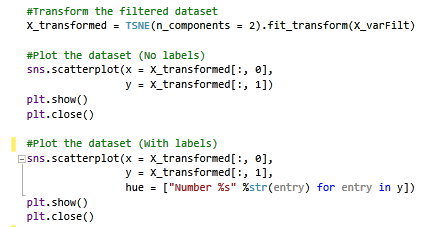 #Transform the filtered dataset
X_transformed = TSNE(n_components = 2).fit_transform(X_varFilt)
#Plot the dataset (No labels)
sns.scatterplot(x = X_transformed[:, 0],
y = X_transformed[:, 1])
plt.show()
plt.close()
#Plot the dataset (With labels)
sns.scatterplot(x = X_transformed[:, 0],
y = X_transformed[:, 1],
hue = ["Number %s" %str(entry) for entry in y])
plt.show()
plt.close()